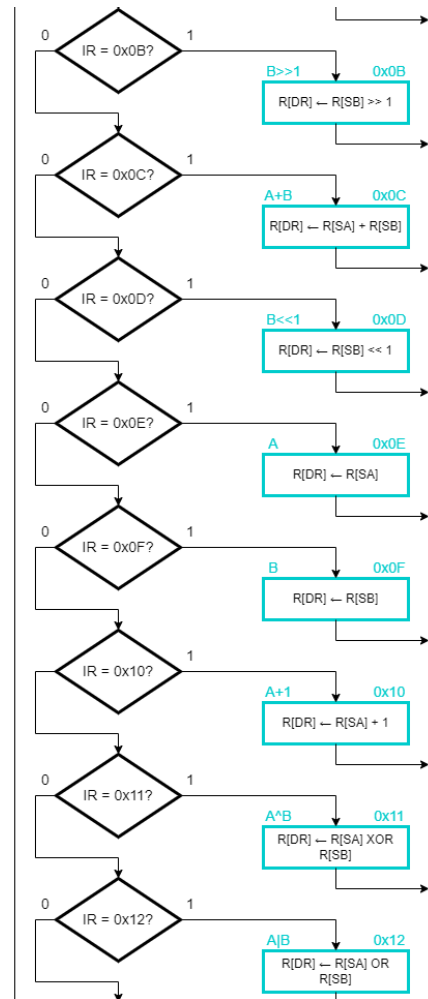 0 IR = 0x0B? 1
B>>1 0x0B
R[DR] ← R[SB] >> 1
0 IR = 0x0C? 1
A+B 0x0C
R[DR] ← R[SA] + R[SB]
0 IR = 0x0D? 1
B<<1 0x0D
R[DR] ← R[SB] << 1
0 IR = 0x0E? 1
A 0x0E
R[DR] ← R[SA]
0 IR = 0x0F? 1
B 0x0F
R[DR] ← R[SB]
0 IR = 0x10? 1
A+1 0x10
R[DR] ← R[SA] + 1
0 IR = 0x11? 1
A^B 0x11
R[DR] ← R[SA] XOR
R[SB]
0 IR = 0x12? 1
A|B 0x12
R[DR] ← R[SA] OR
R[SB]